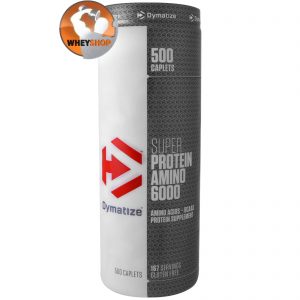 WHEYSHOP
Dymatize
500
CAPLETS
SUPER
PROTEIN
AMINO
6000
AMINO ACIDS + BCAAS
PROTEIN SUPPLEMENT
Dymatize
500 CAPLETS
167 SERVINGS
GLUTEN FREE